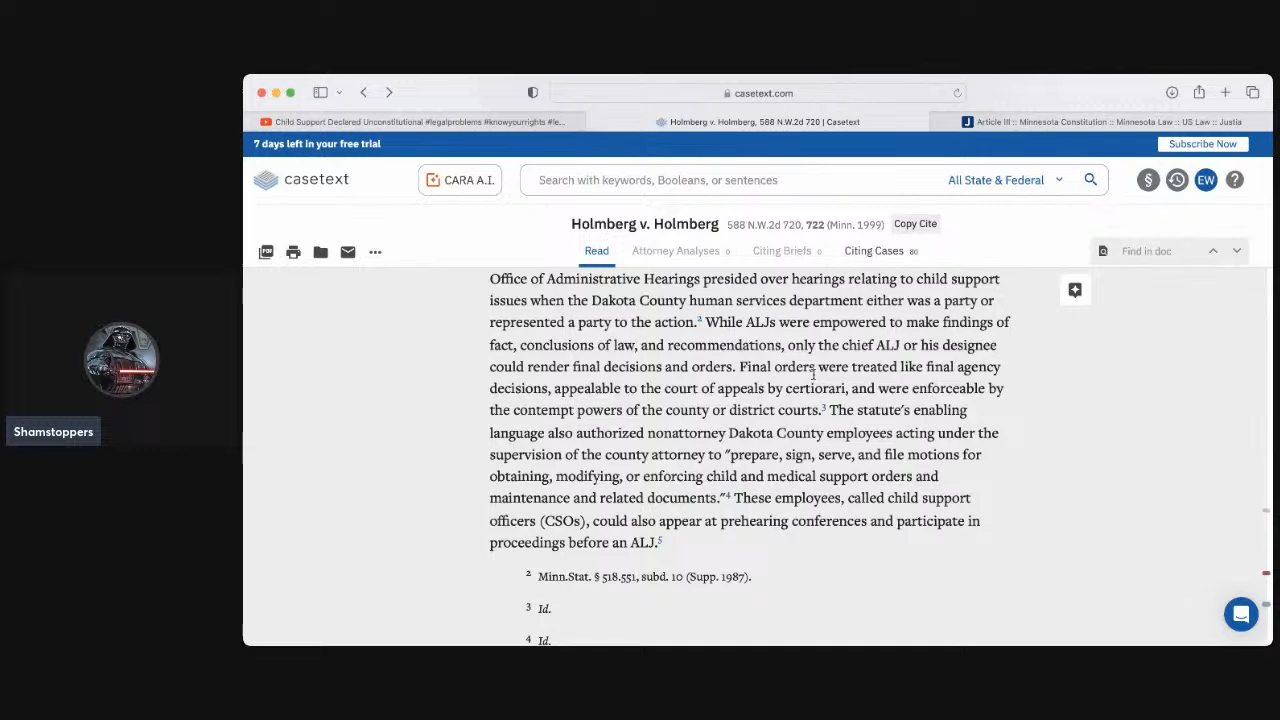 casetext.com
Child Support Declared Unconstitutional #legalproblems #knowyourrights #le...
Holmberg v. Holmberg, 588 N.W.2d 720 | Casetext
Article III :: Minnesota Constitution :: Minnesota Law :: US Law :: Justia
7 days left in your free trial
Subscribe Now
casetext
CARA A.I.
Search with keywords, Booleans, or sentences
All State & Federal
§
EW
?
Holmberg v. Holmberg 588 N.W.2d 720, 722 (Minn. 1999) Copy Cite
PDF
Read
Attorney Analyses 0
Citing Briefs 0
Citing Cases 80
Find in doc
Office of Administrative Hearings presided over hearings relating to child support
issues when the Dakota County human services department either was a party or
represented a party to the action.2 While ALJs were empowered to make findings of
fact, conclusions of law, and recommendations, only the chief ALJ or his designee
could render final decisions and orders. Final orders were treated like final agency
decisions, appealable to the court of appeals by certiorari, and were enforceable by
the contempt powers of the county or district courts.3 The statute's enabling
language also authorized nonattorney Dakota County employees acting under the
supervision of the county attorney to "prepare, sign, serve, and file motions for
obtaining, modifying, or enforcing child and medical support orders and
maintenance and related documents."4 These employees, called child support
officers (CSOs), could also appear at prehearing conferences and participate in
proceedings before an ALJ.5
2 Minn.Stat. § 518.551, subd. 10 (Supp. 1987).
3 Id.
4 Id.
Shamstoppers